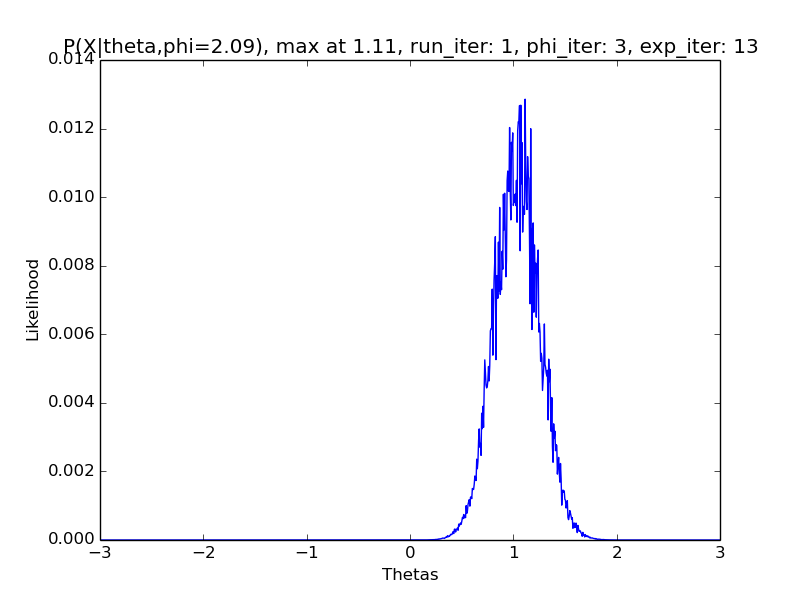 P(X|theta,phi=2.09), max at 1.11, run_iter: 1, phi_iter: 3, exp_iter: 13
0.014
0.012
0.010
0.008
0.006
0.004
0.002
0.000
Likelihood
−3 −2 −1 0 1 2 3
Thetas